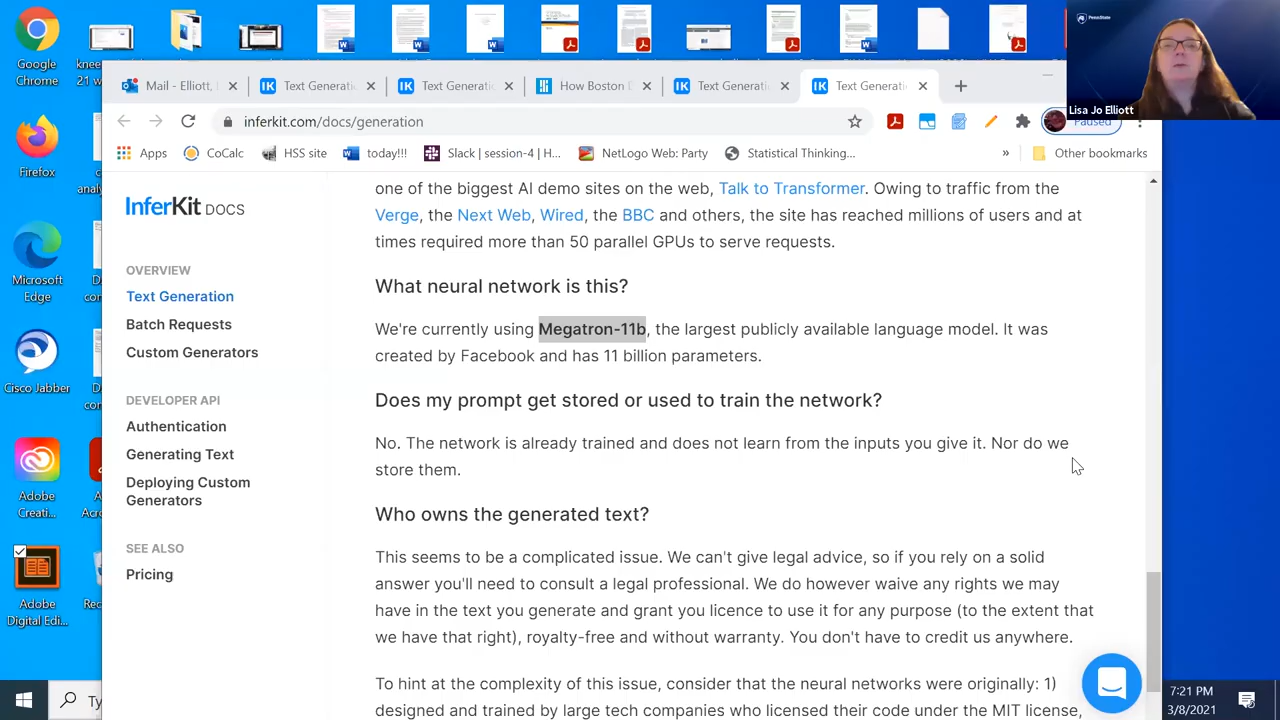 Google
Chrome
knee
21 w
PennState
Lisa Jo Elliott
Mail - Elliott,
Text Generati
Text Generati
How Boston D
Text Generati
Text Generati
inferkit.com/docs/generation
Paused
Apps
CoCalc
HSS site
iday!!!
Slack | session-4 | H...
NetLogo Web: Party
Statistical Thinking...
»
Other bookmarks
Firefox
Microsoft
Edge
Cisco Jabber
Adobe
Creati...
Adobe
Digital Edi...
InferKit DOCS
OVERVIEW
Text Generation
Batch Requests
Custom Generators
DEVELOPER API
Authentication
Generating Text
Deploying Custom
Generators
SEE ALSO
Pricing
one of the biggest AI demo sites on the web, Talk to Transformer. Owing to traffic from the
Verge, the Next Web, Wired, the BBC and others, the site has reached millions of users and at
times required more than 50 parallel GPUs to serve requests.
What neural network is this?
We're currently using Megatron-11b, the largest publicly available language model. It was
created by Facebook and has 11 billion parameters.
Does my prompt get stored or used to train the network?
No. The network is already trained and does not learn from the inputs you give it. Nor do we
store them.
Who owns the generated text?
This seems to be a complicated issue. We can't give legal advice, so if you rely on a solid
answer you'll need to consult a legal professional. We do however waive any rights we may
have in the text you generate and grant you licence to use it for any purpose (to the extent that
we have that right), royalty-free and without warranty. You don't have to credit us anywhere.
To hint at the complexity of this issue, consider that the neural networks were originally: 1)
designed and trained by large tech companies who licensed their code under the MIT license,
Ty
7:21 PM
3/8/2021